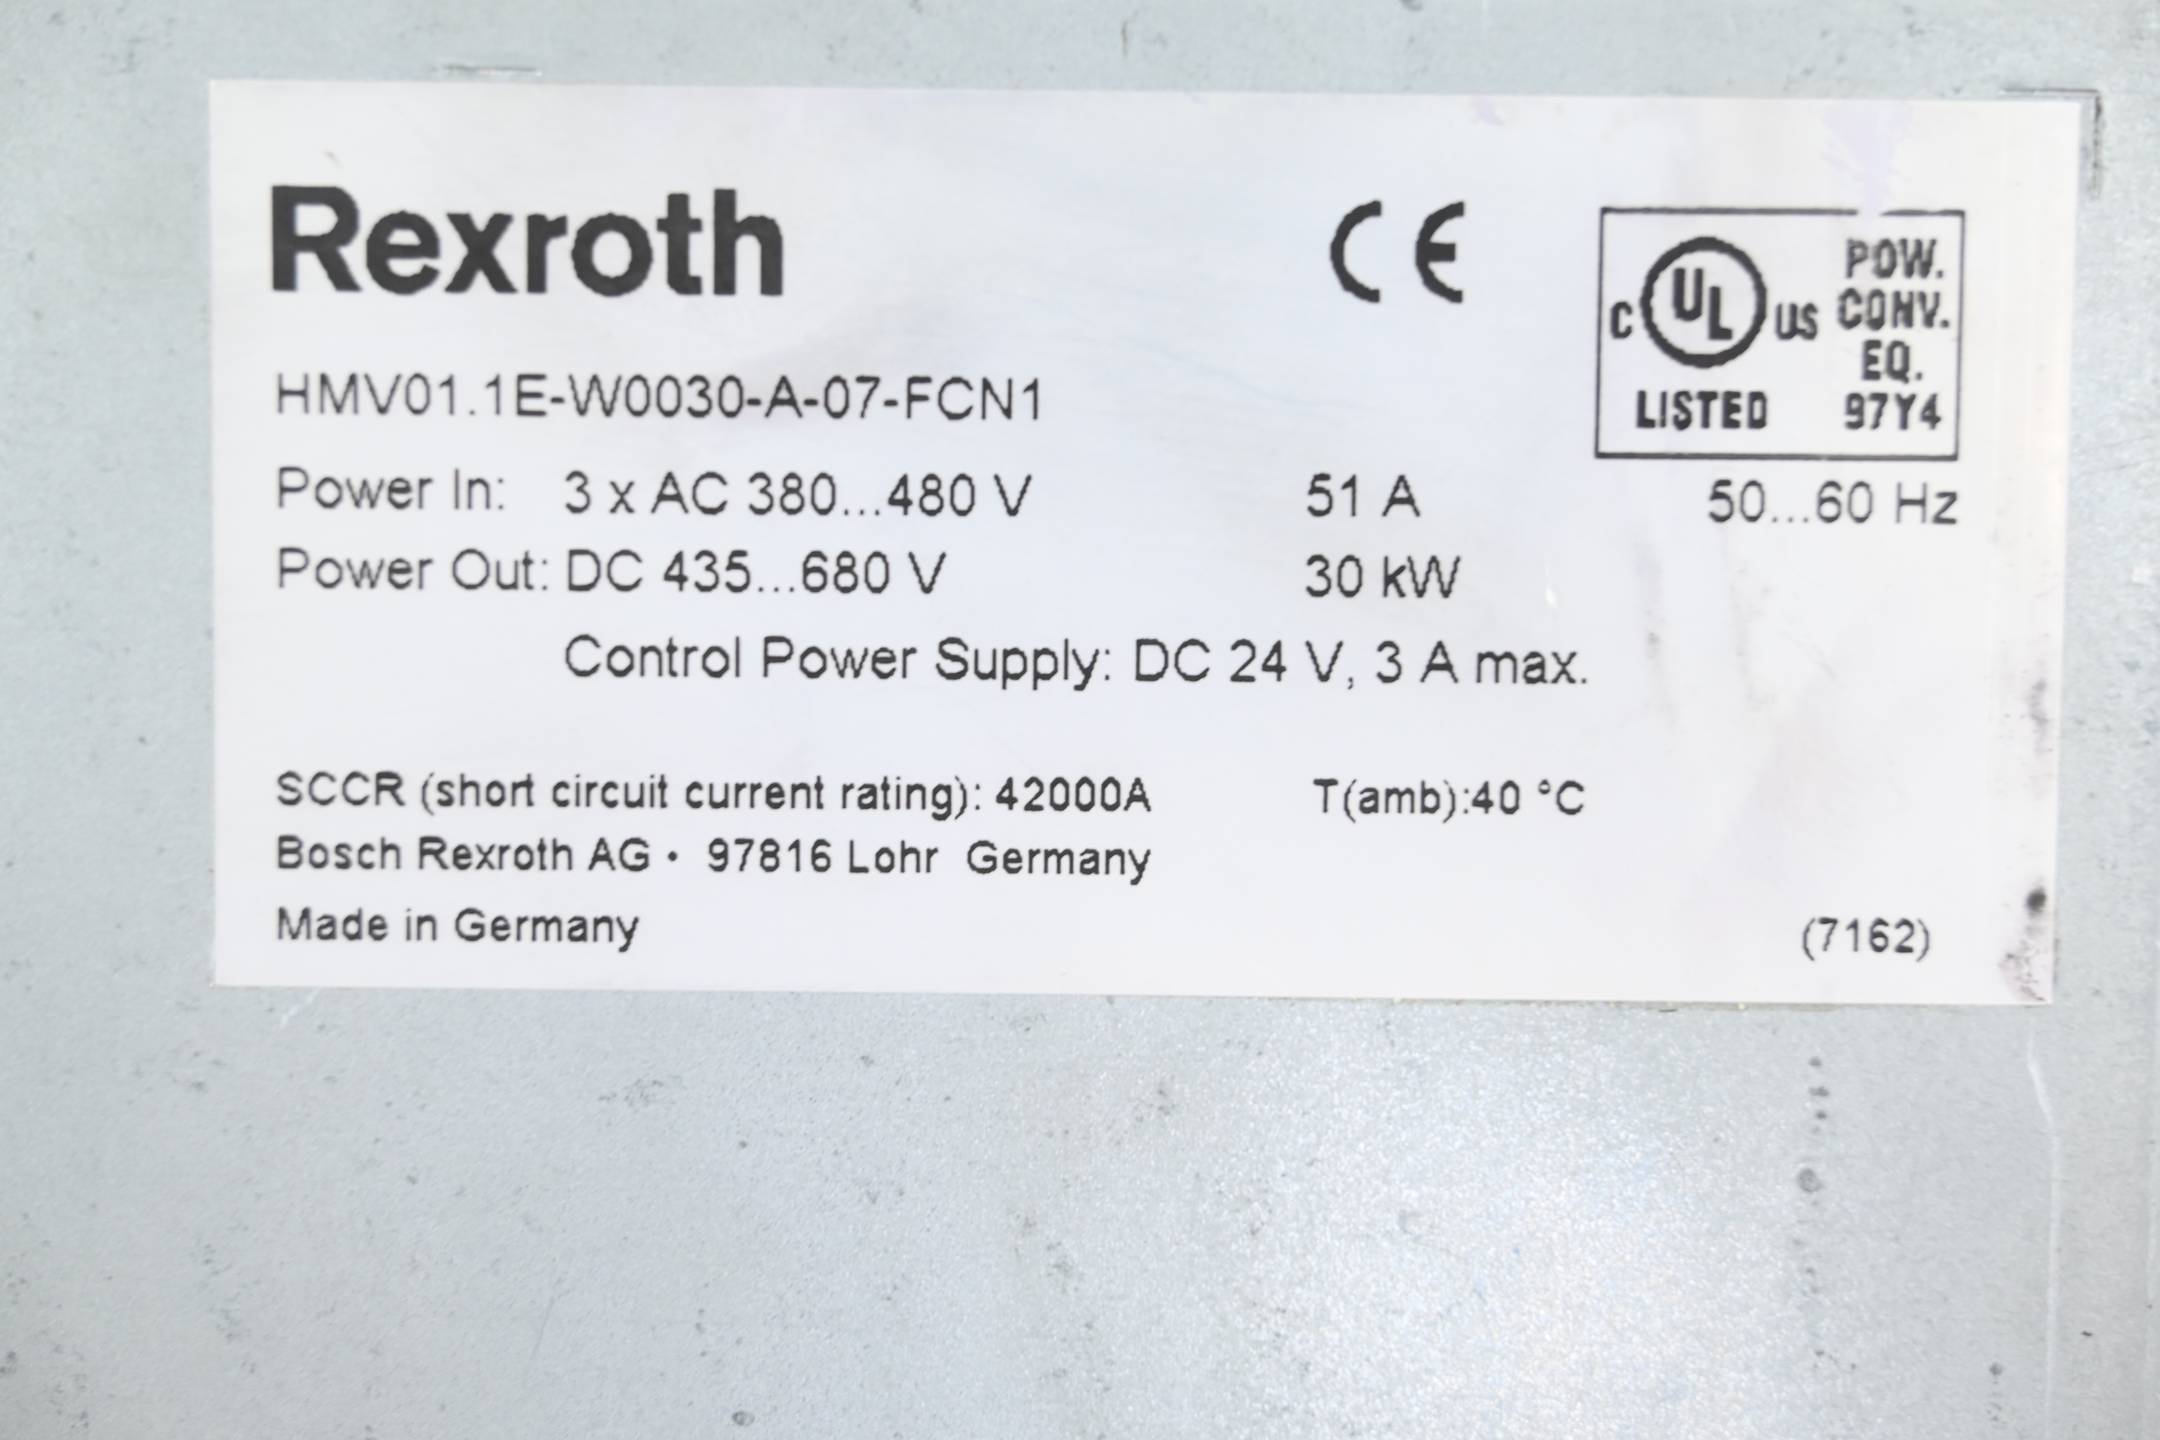 Rexroth
CE
C UL US
LISTED
POW.
CONV.
EQ.
97Y4
HMV01.1E-W0030-A-07-FCN1
Power In: 3 x AC 380...480 V 51 A 50...60 Hz
Power Out: DC 435...680 V 30 kW
Control Power Supply: DC 24 V, 3 A max.
SCCR (short circuit current rating): 42000A T(amb):40 °C
Bosch Rexroth AG • 97816 Lohr Germany
Made in Germany (7162)